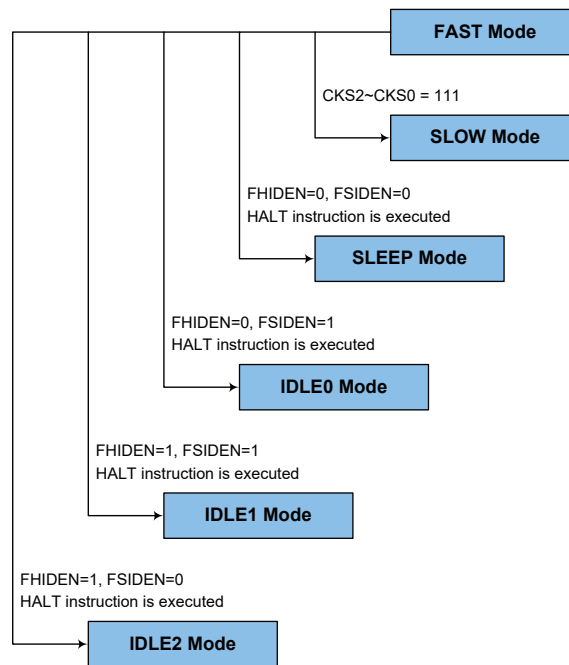 FAST Mode
CKS2~CKS0 = 111
SLOW Mode
FHIDEN=0, FSIDEN=0
HALT instruction is executed
SLEEP Mode
FHIDEN=0, FSIDEN=1
HALT instruction is executed
IDLE0 Mode
FHIDEN=1, FSIDEN=1
HALT instruction is executed
IDLE1 Mode
FHIDEN=1, FSIDEN=0
HALT instruction is executed
IDLE2 Mode